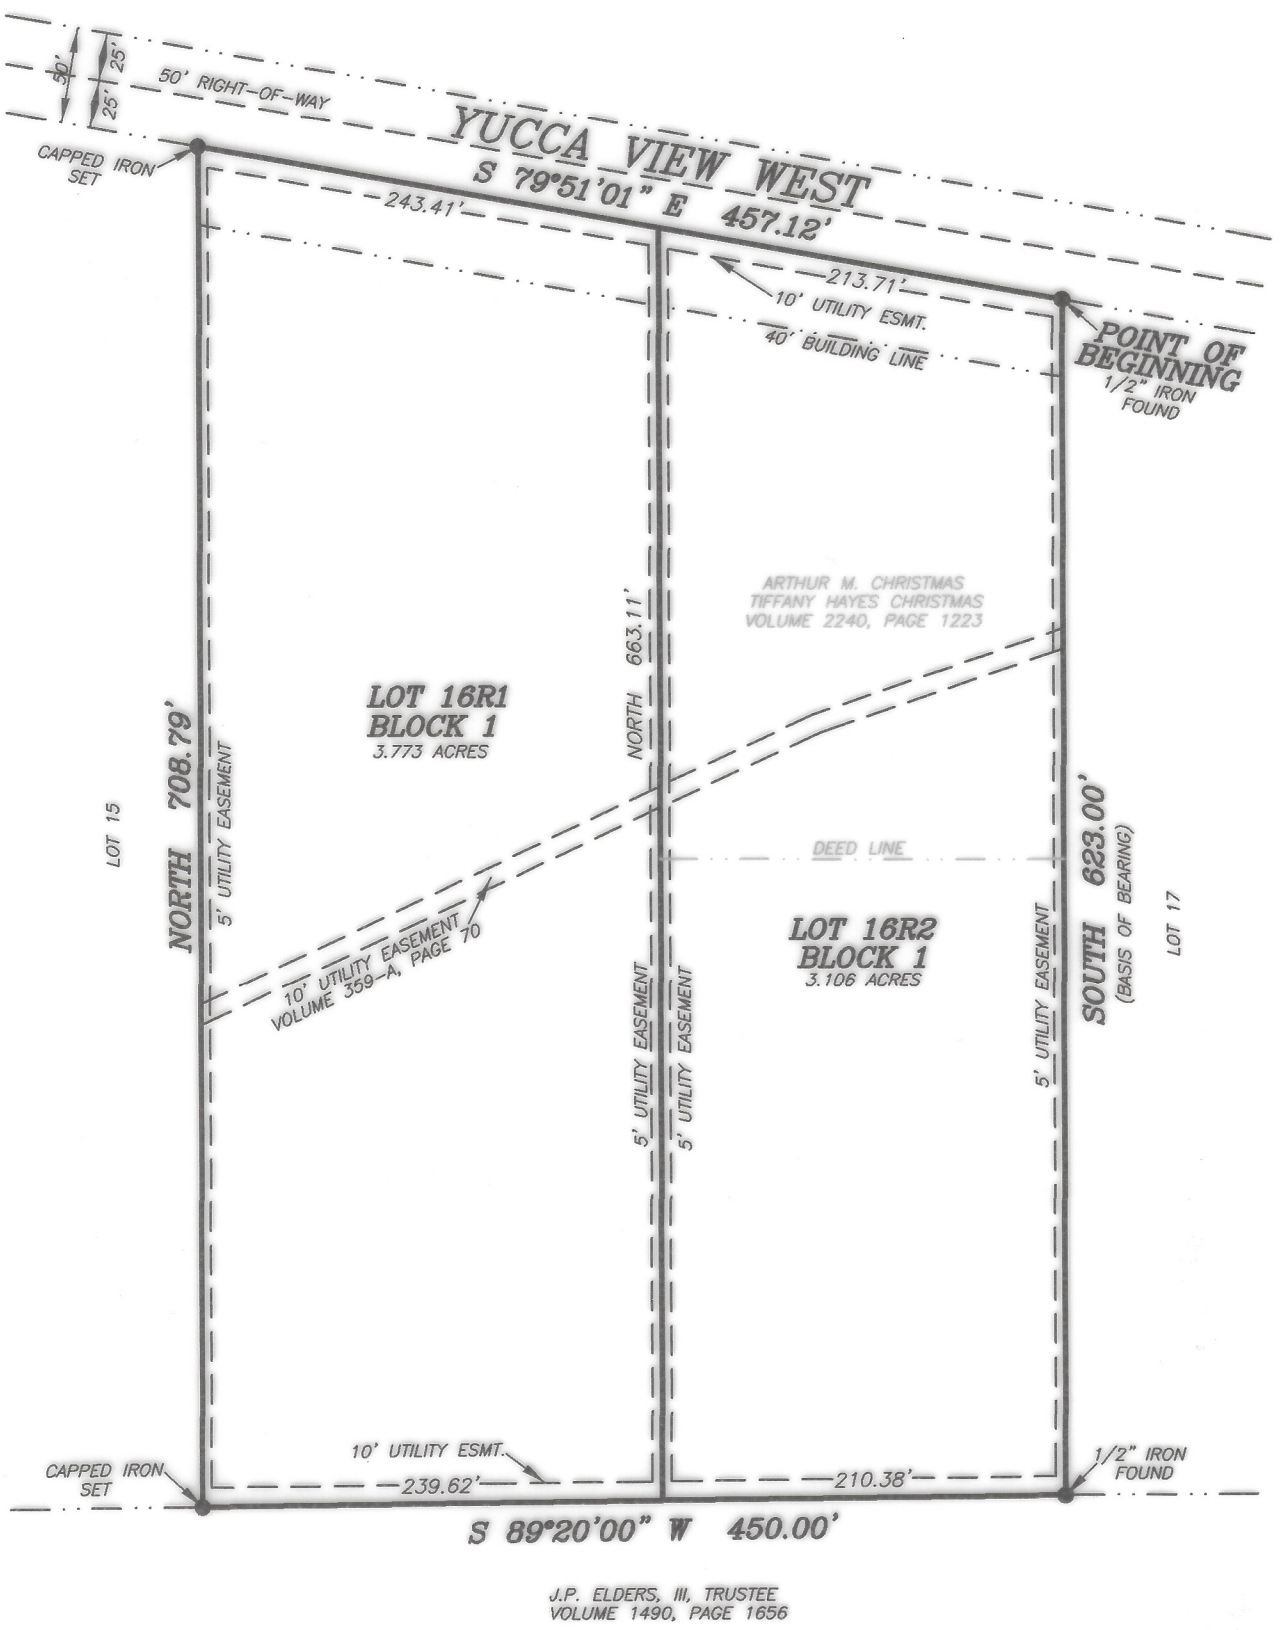 50'
25'
25'
50' RIGHT-OF-WAY
YUCCA VIEW WEST
S 79°51'01" E 457.12'
CAPPED IRON
SET
243.41'
213.71'
10' UTILITY ESMT.
40' BUILDING LINE
POINT OF
BEGINNING
1/2" IRON
FOUND
ARTHUR M. CHRISTMAS
TIFFANY HAYES CHRISTMAS
VOLUME 2240, PAGE 1223
NORTH 663.11'
LOT 16R1
BLOCK 1
3.773 ACRES
LOT 15
NORTH 708.79'
5' UTILITY EASEMENT
DEED LINE
LOT 16R2
BLOCK 1
3.106 ACRES
10' UTILITY EASEMENT
VOLUME 359-A, PAGE 70
5' UTILITY EASEMENT
5' UTILITY EASEMENT
5' UTILITY EASEMENT
SOUTH 623.00'
(BASIS OF BEARING)
LOT 17
10' UTILITY ESMT.
239.62'
210.38'
CAPPED IRON
SET
1/2" IRON
FOUND
S 89°20'00" W 450.00'
J.P. ELDERS, III, TRUSTEE
VOLUME 1490, PAGE 1656